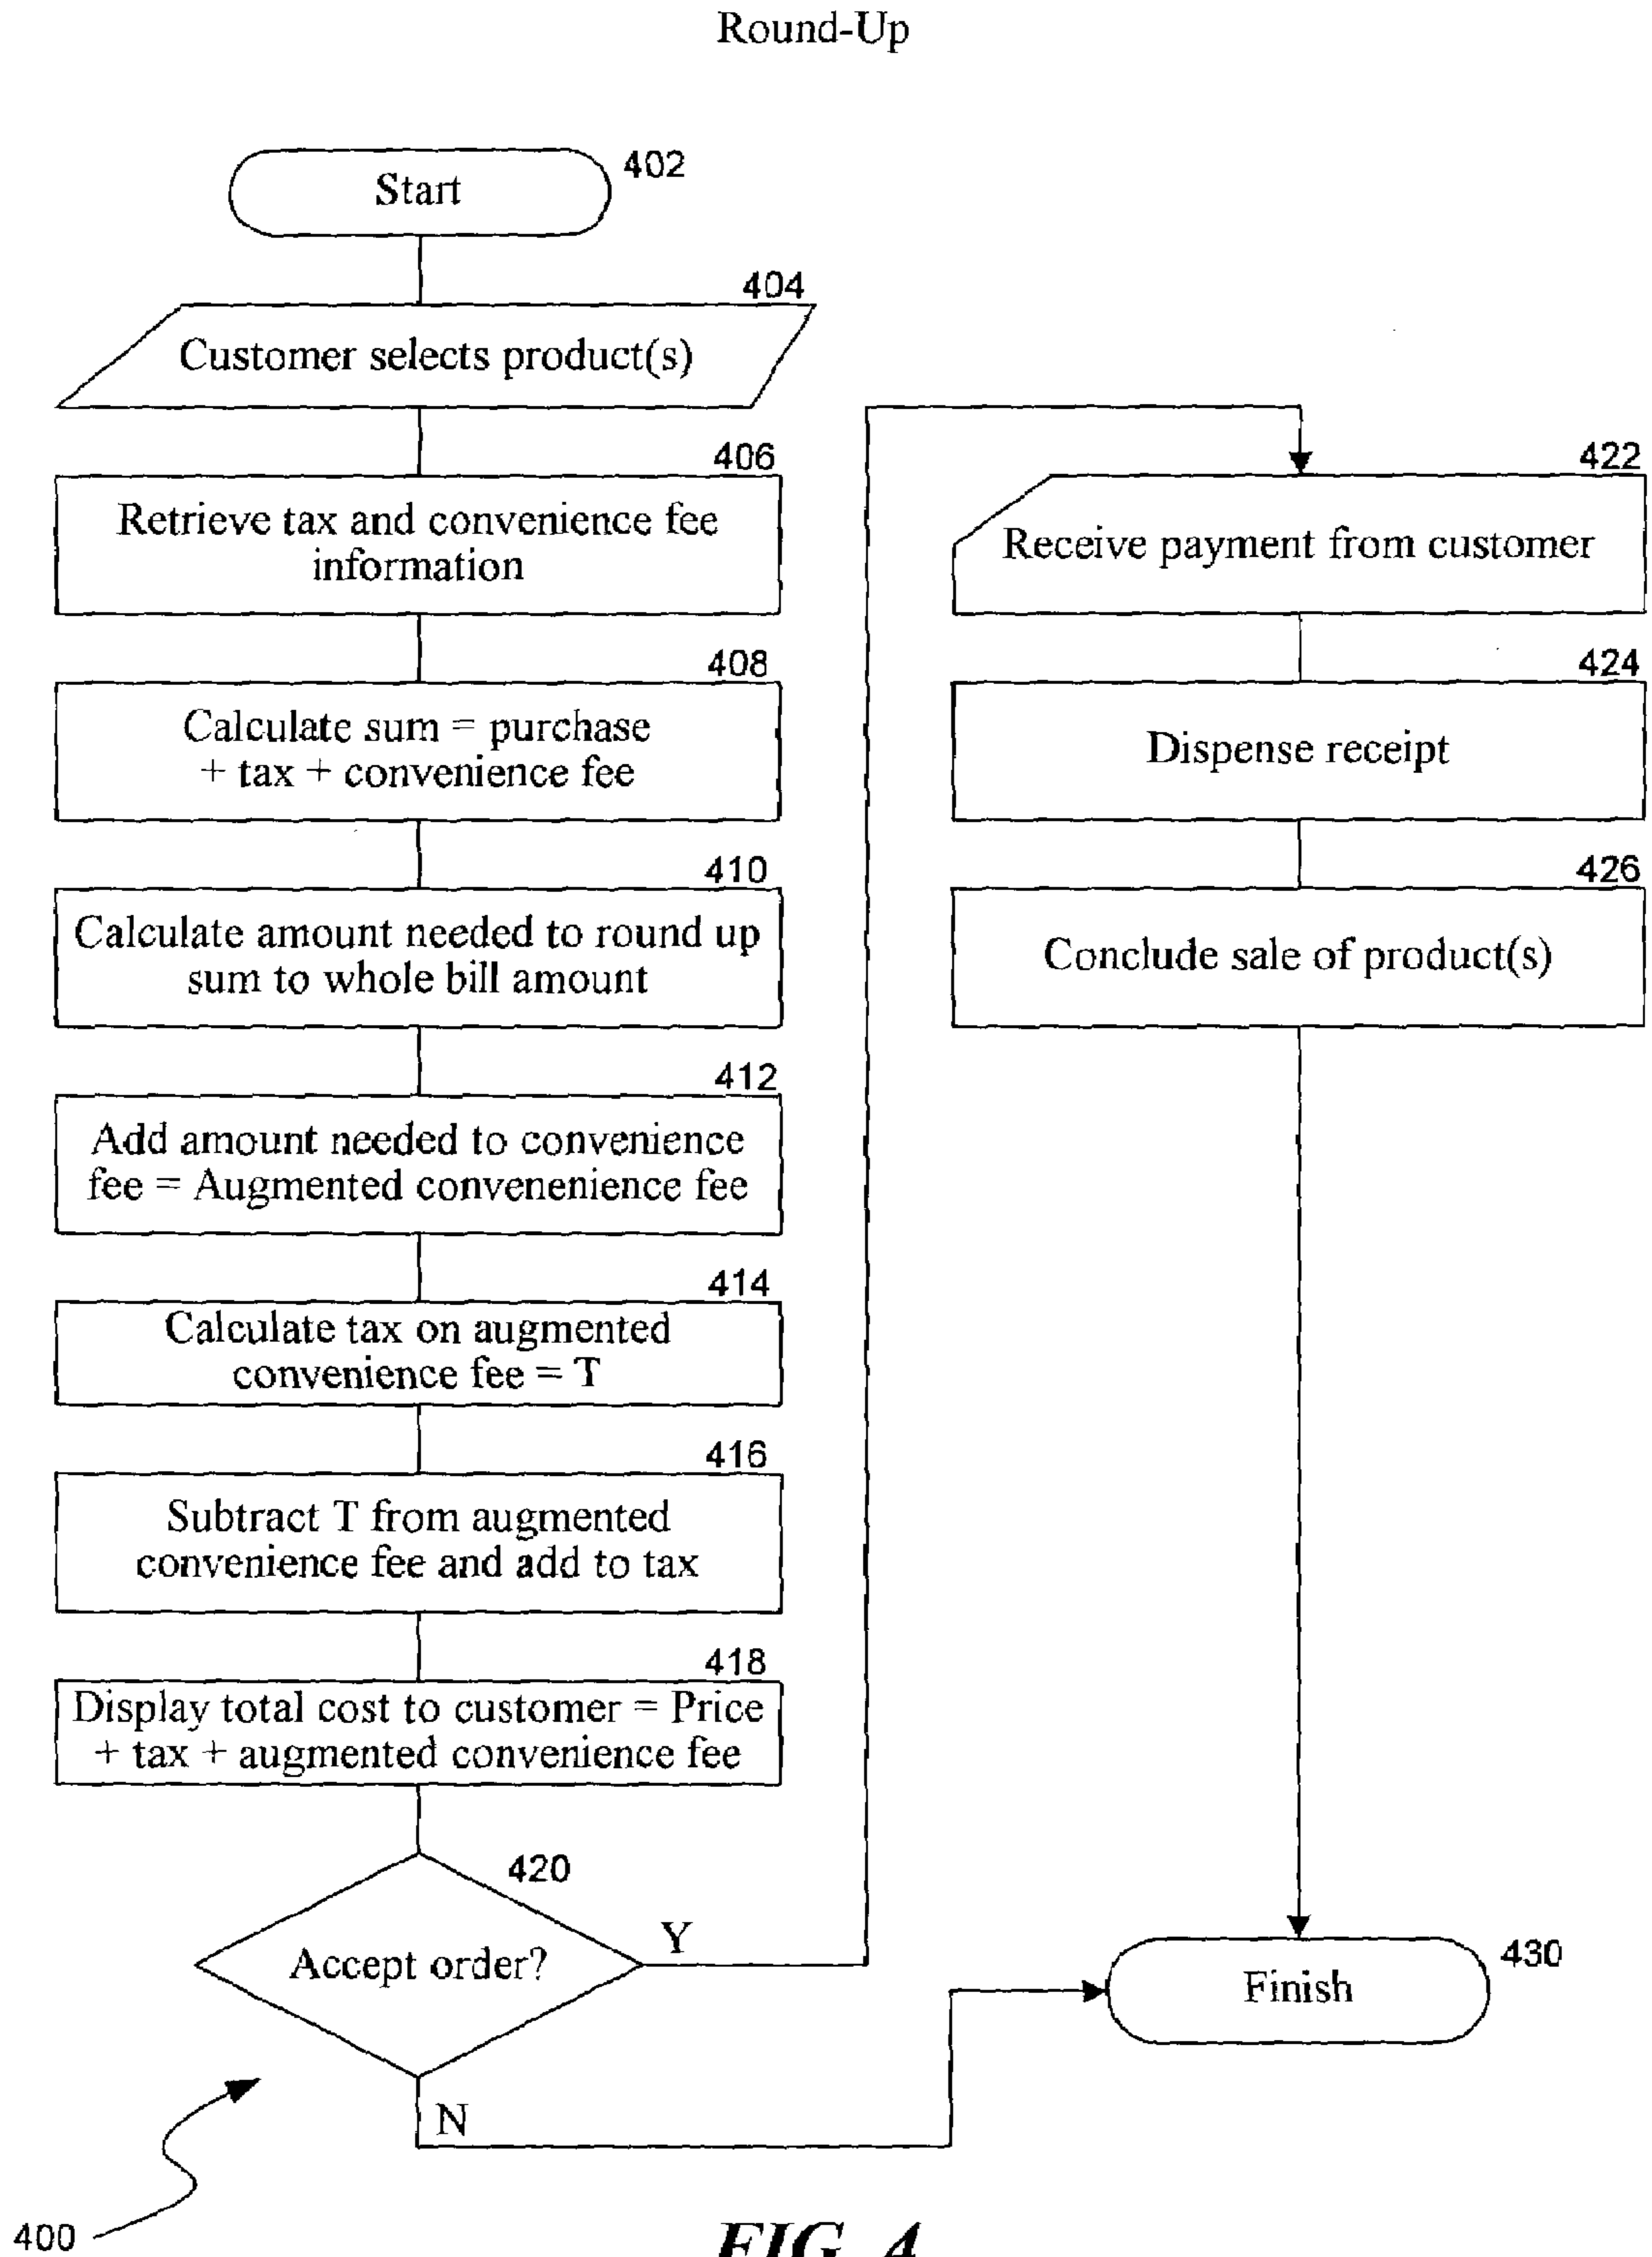 Round-Up
402
Start
404
Customer selects product(s)
406
Retrieve tax and convenience fee
information
408
Calculate sum = purchase
+ tax + convenience fee
410
Calculate amount needed to round up
sum to whole bill amount
412
Add amount needed to convenience
fee = Augmented convenenience fee
414
Calculate tax on augmented
convenience fee = T
416
Subtract T from augmented
convenience fee and add to tax
418
Display total cost to customer = Price
+ tax + augmented convenience fee
420
Accept order?
Y
N
422
Receive payment from customer
424
Dispense receipt
426
Conclude sale of product(s)
430
Finish
400
FIG. 4